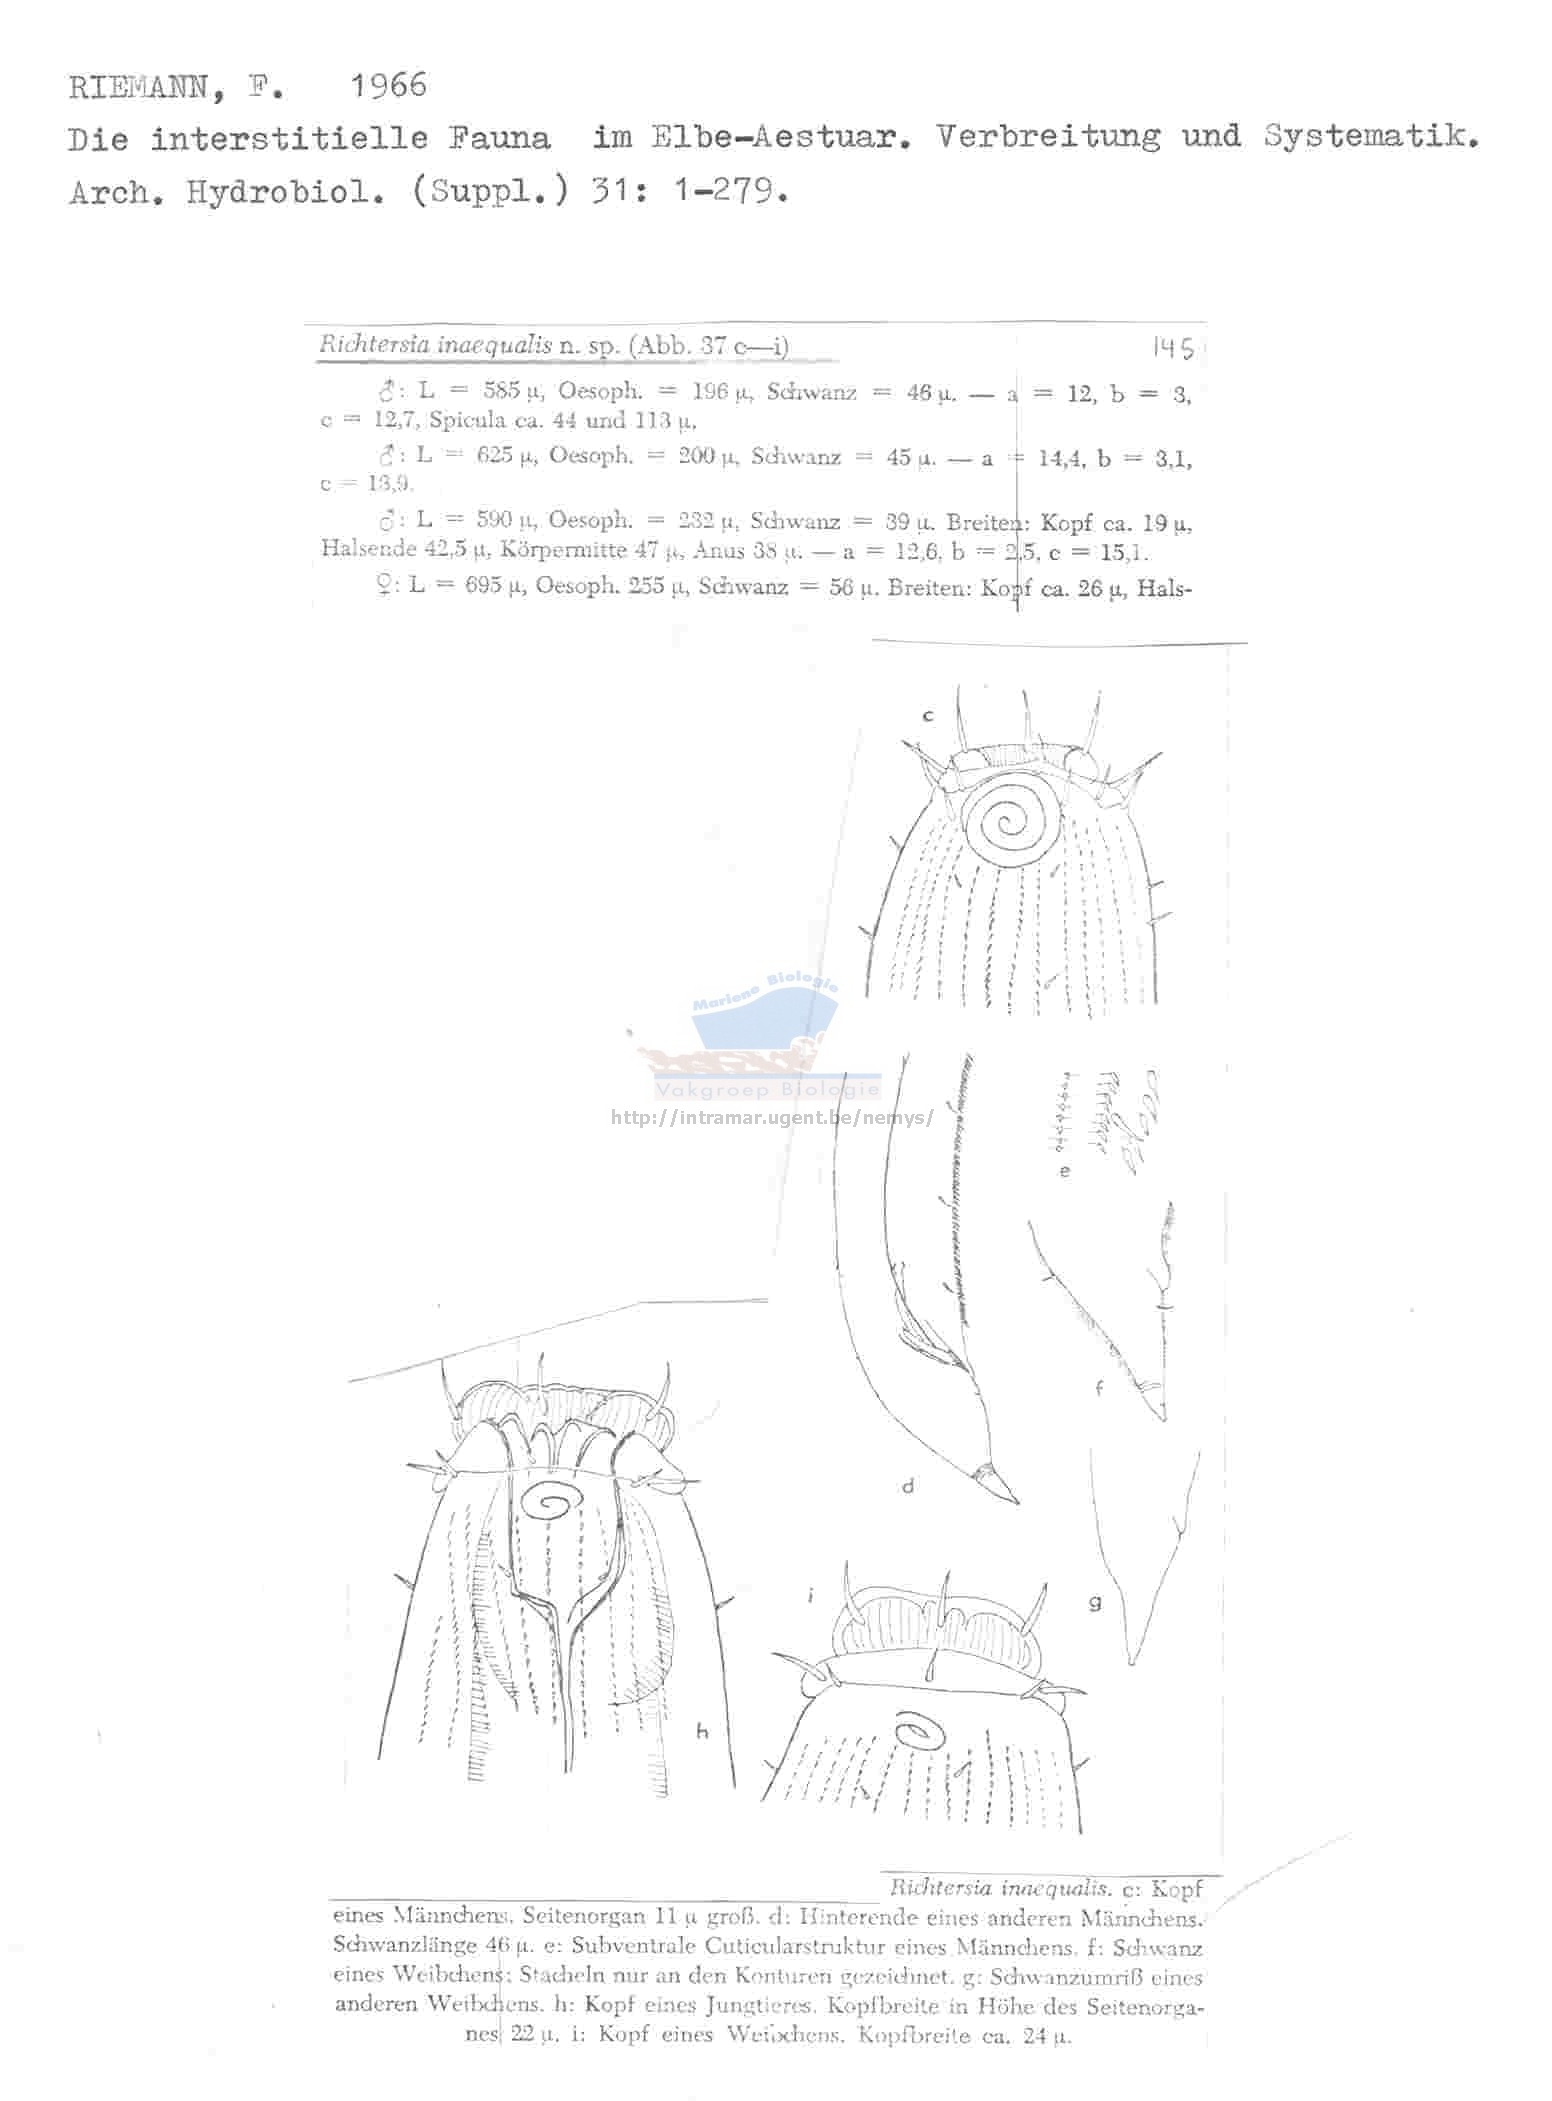 RIEMANN, F. 1966
Die interstitielle Fauna im Elbe-Aestuar. Verbreitung und Systematik.
Arch. Hydrobiol. (Suppl.) 31: 1-279.
Richtersia inaequalis n. sp. (Abb. 37 c—i) 145
♂: L = 585 µ, Oesoph. = 196 µ, Schwanz = 46 µ. — a = 12, b = 3,
c = 12,7, Spicula ca. 44 und 113 µ.
♂: L = 625 µ, Oesoph. = 200 µ, Schwanz = 45 µ. — a = 14,4, b = 3,1,
c = 13,9.
♂: L = 590 µ, Oesoph. = 232 µ, Schwanz = 39 µ. Breiten: Kopf ca. 19 µ,
Halsende 42,5 µ, Körpermitte 47 µ, Anus 38 µ. — a = 12,6, b = 2,5, c = 15,1.
♀: L = 695 µ, Oesoph. 255 µ, Schwanz = 56 µ. Breiten: Kopf ca. 26 µ, Hals-
c
Mariene Biologie
Vakgroep Biologie
http://intramar.ugent.be/nemys/
e
f
d
g
i
h
Richtersia inaequalis. c: Kopf
eines Männchens. Seitenorgan 11 µ groß. d: Hinterende eines anderen Männchens.
Schwanzlänge 46 µ. e: Subventrale Cuticularstruktur eines Männchens. f: Schwanz
eines Weibchens; Stacheln nur an den Konturen gezeichnet. g: Schwanzumriß eines
anderen Weibchens. h: Kopf eines Jungtieres. Kopfbreite in Höhe des Seitenorga-
nes 22 µ. i: Kopf eines Weibchens. Kopfbreite ca. 24 µ.